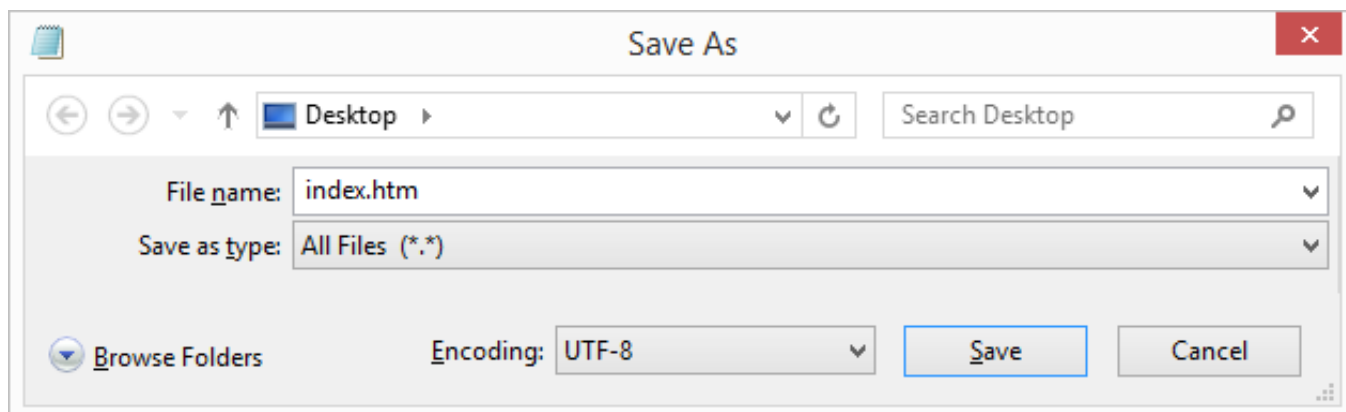 Save As
Desktop
Search Desktop
File name: index.htm
Save as type: All Files (*.*)
Browse Folders Encoding: UTF-8 Save Cancel